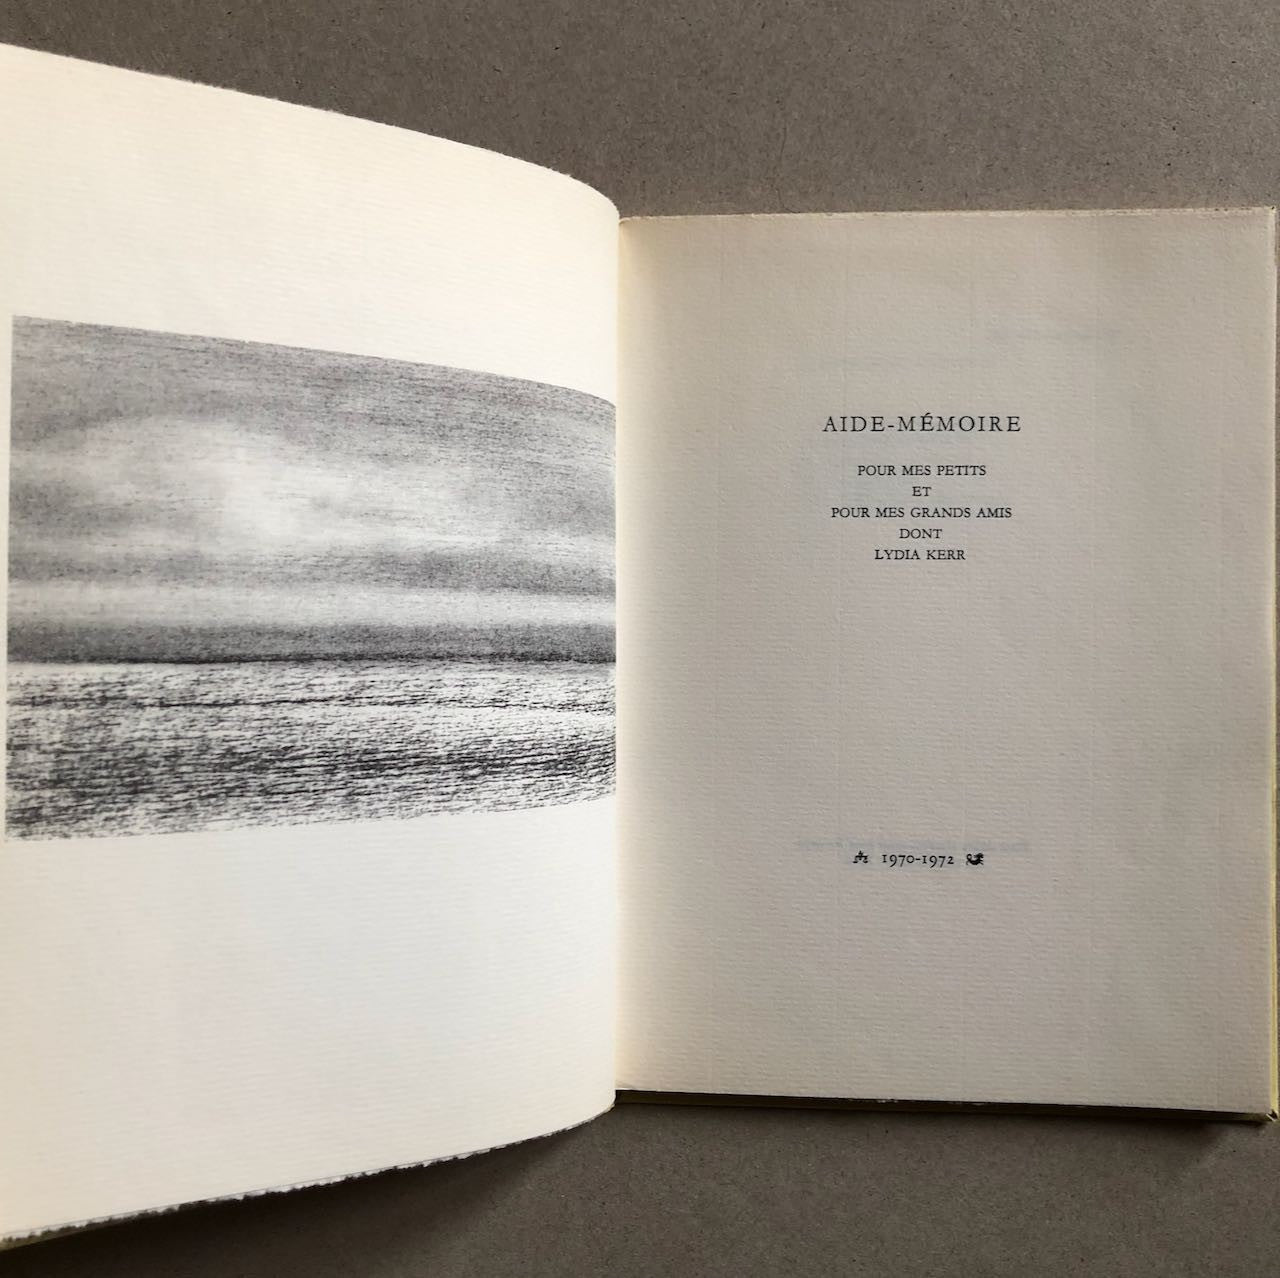 AIDE-MÉMOIRE
POUR MES PETITS
ET
POUR MES GRANDS AMIS
DONT
LYDIA KERR
1970-1972